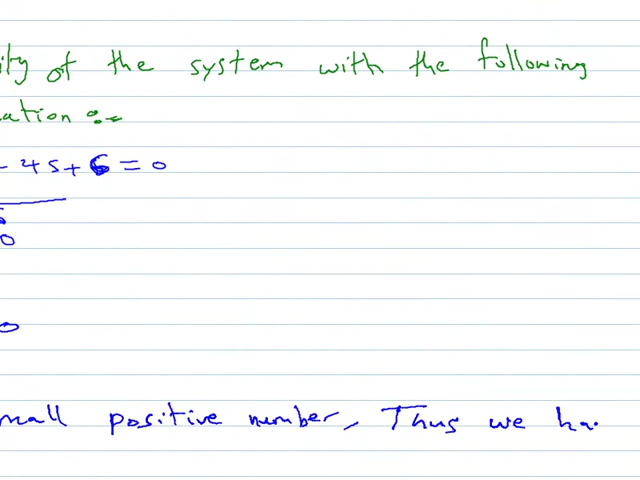 ity of the system with the following
ation :-
- 4s + 6 = 0
0
0
mall positive number, Thus we ha